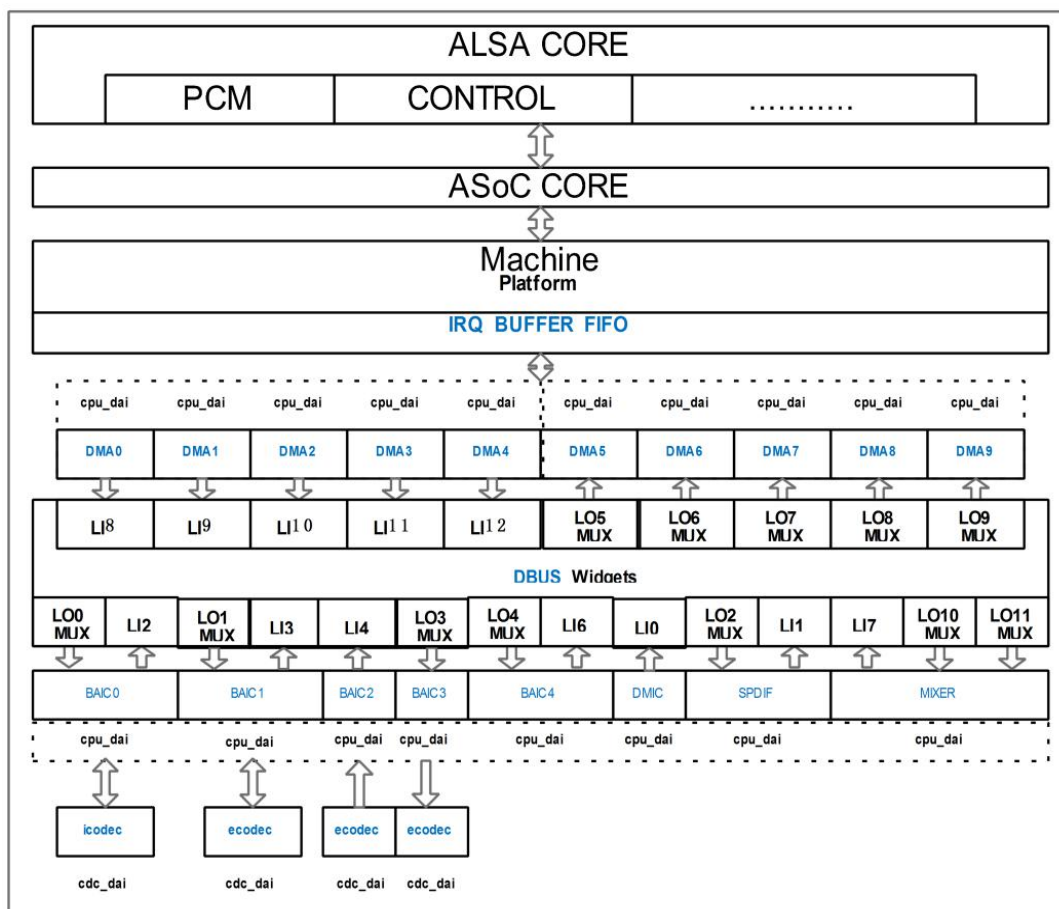 ALSA CORE
PCM CONTROL ...........
ASoC CORE
Machine
Platform
IRQ BUFFER FIFO
cpu_dai cpu_dai cpu_dai cpu_dai cpu_dai cpu_dai cpu_dai cpu_dai cpu_dai cpu_dai
DMA0 DMA1 DMA2 DMA3 DMA4 DMA5 DMA6 DMA7 DMA8 DMA9
LI8 LI9 LI10 LI11 LI12 LO5 MUX LO6 MUX LO7 MUX LO8 MUX LO9 MUX
DBUS Widgets
LO0 MUX LI2 LO1 MUX LI3 LI4 LO3 MUX LO4 MUX LI6 LI0 LO2 MUX LI1 LI7 LO10 MUX LO11 MUX
BAIC0 BAIC1 BAIC2 BAIC3 BAIC4 DMIC SPDIF MIXER
cpu_dai cpu_dai cpu_dai cpu_dai cpu_dai cpu_dai cpu_dai cpu_dai
icodec ecodec ecodec ecodec
cdc_dai cdc_dai cdc_dai cdc_dai